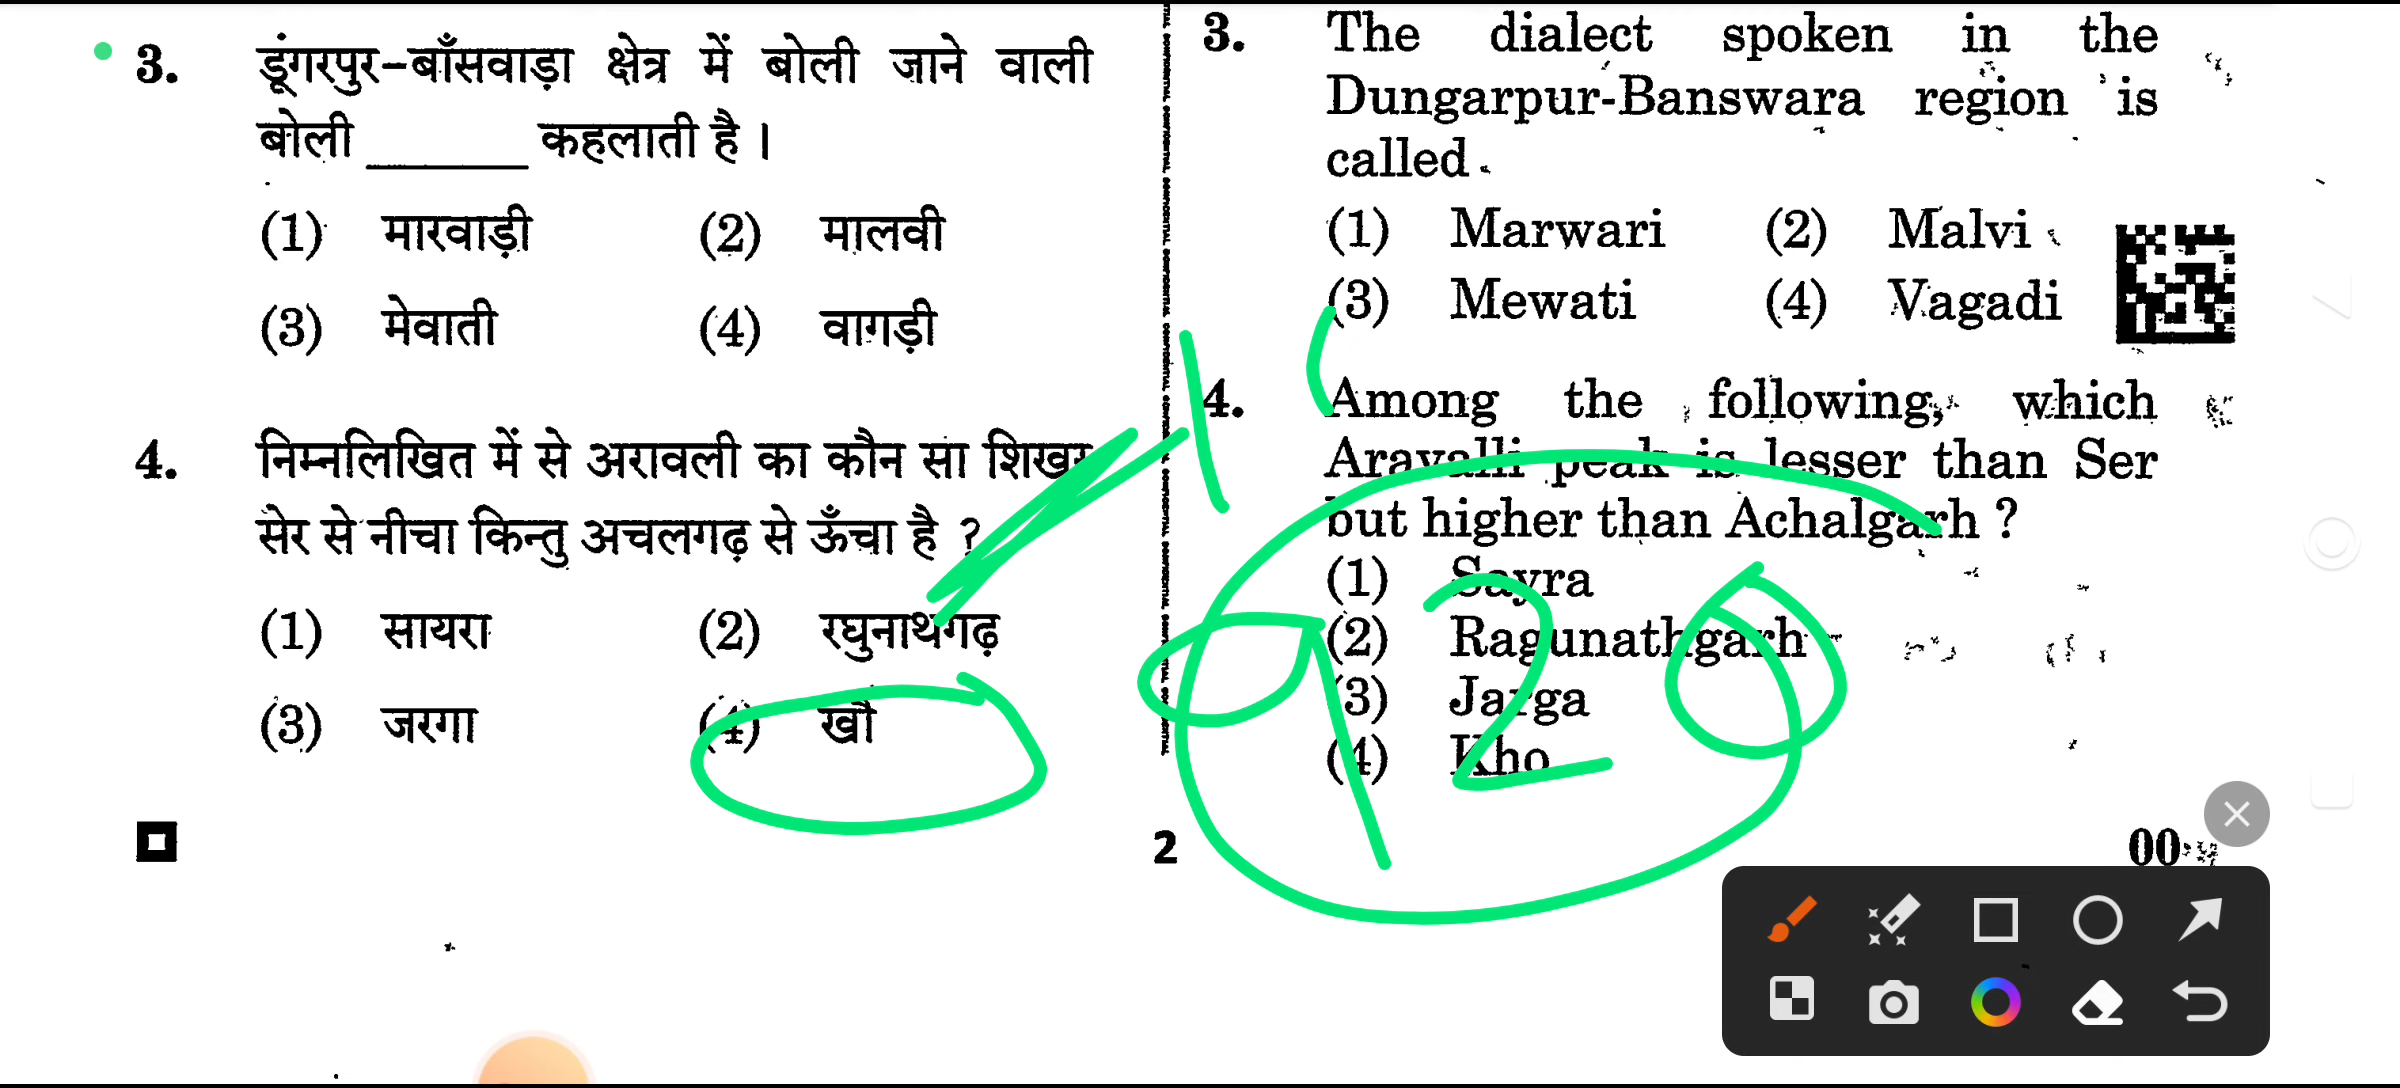 3. डूंगरपुर-बाँसवाड़ा क्षेत्र में बोली जाने वाली
बोली ______ कहलाती है ।
(1) मारवाड़ी (2) मालवी
(3) मेवाती (4) वागड़ी
4. निम्नलिखित में से अरावली का कौन सा शिखर
सेर से नीचा किन्तु अचलगढ़ से ऊँचा है ?
(1) सायरा (2) रघुनाथगढ़
(3) जरगा (4) खौ
3. The dialect spoken in the
Dungarpur-Banswara region is
called
(1) Marwari (2) Malvi
(3) Mewati (4) Vagadi
4. Among the following, which
Aravalli peak is lesser than Ser
but higher than Achalgarh ?
(1) Sayra
(2) Ragunathgarh
(3) Jarga
(4) Kho
920
2
00